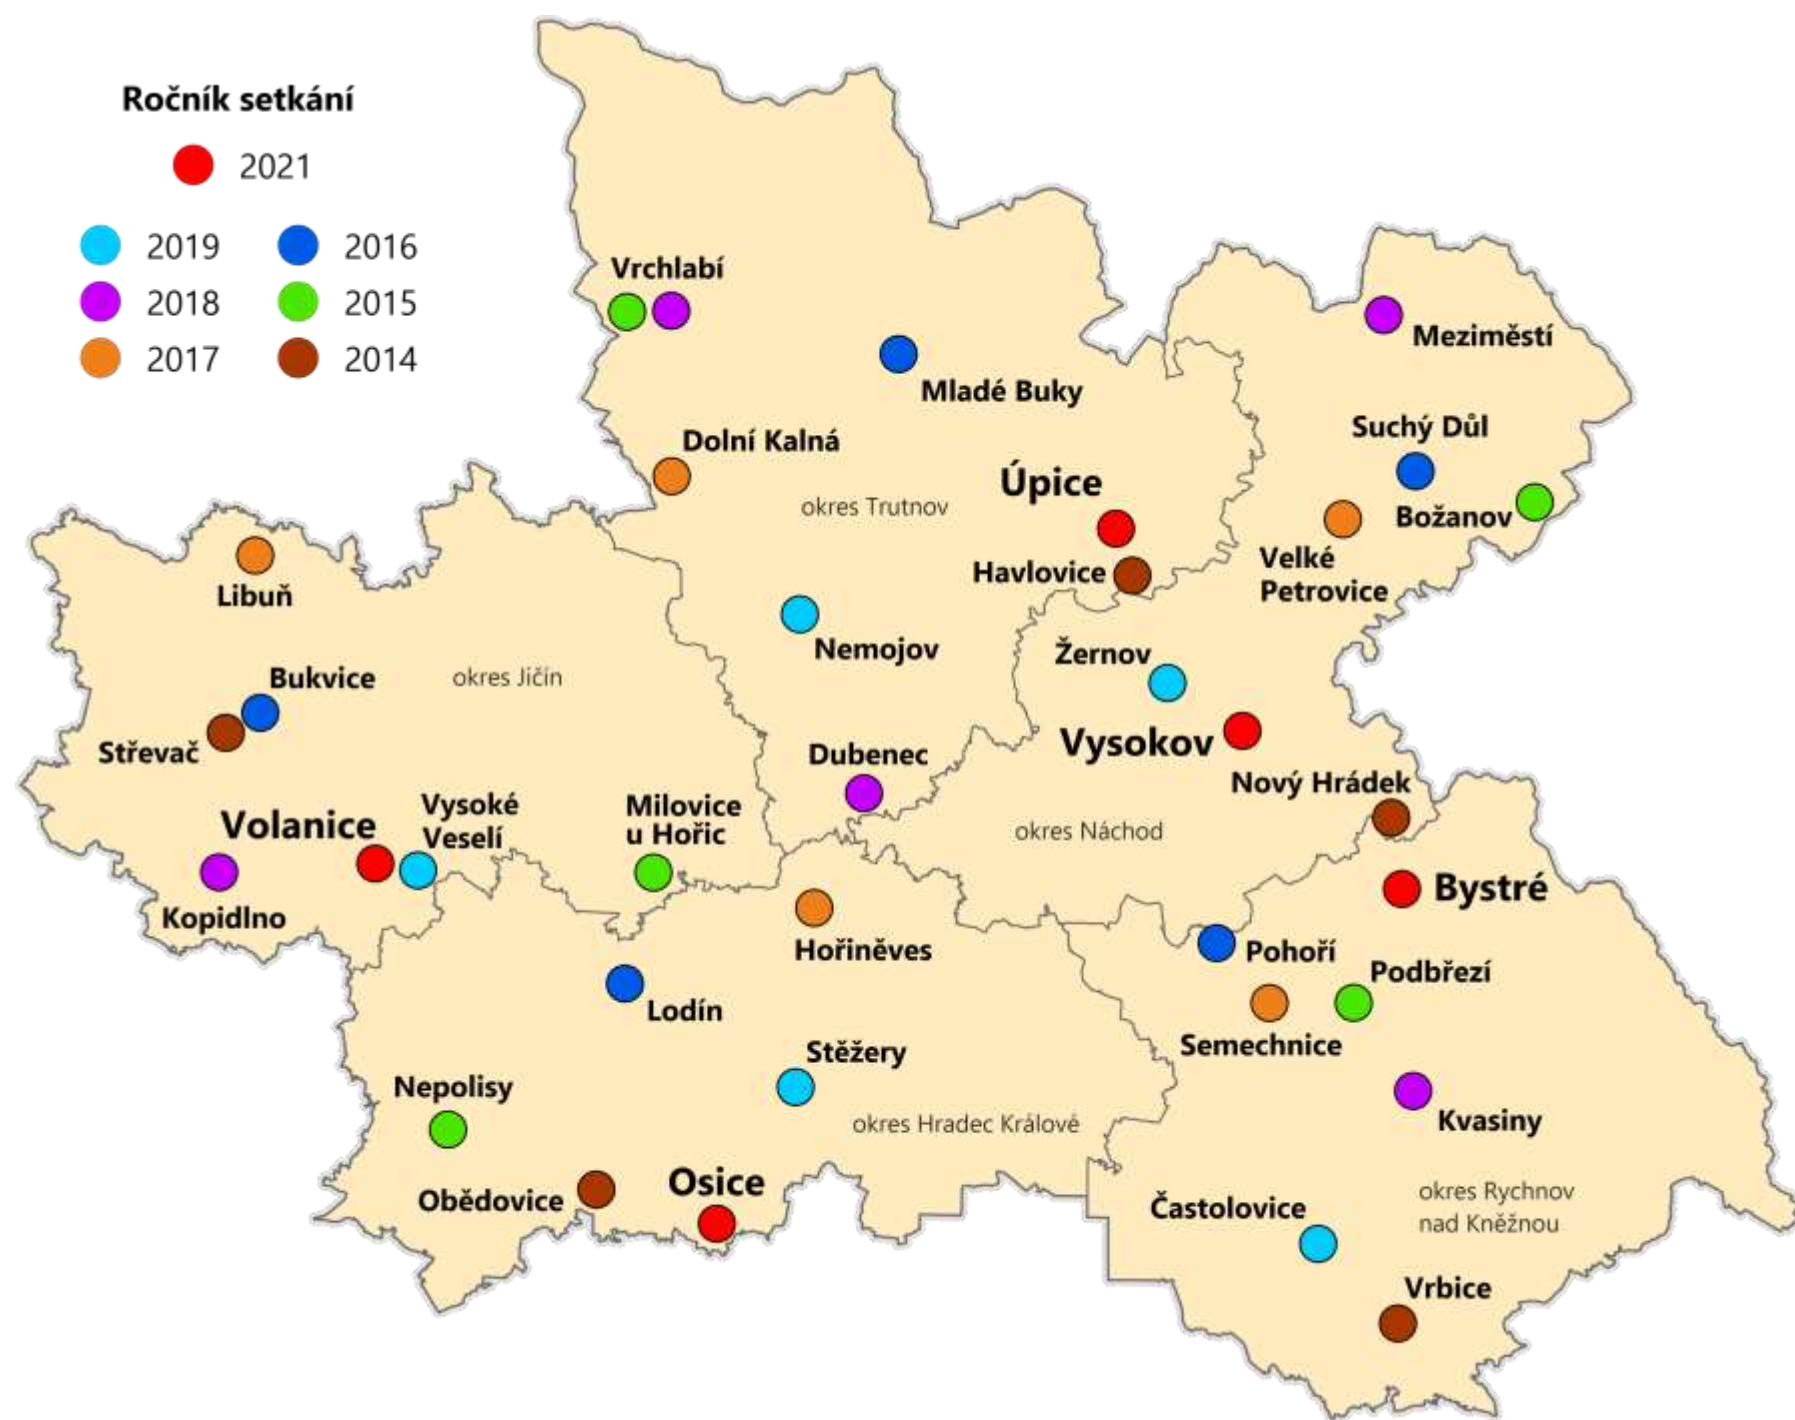 Ročník setkání
2021
2019
2016
2018
2015
2017
2014
Vrchlabí
Meziměstí
Mladé Buky
Suchý Důl
Dolní Kalná
Úpice
okres Trutnov
Božanov
Velké
Petrovice
Havlovice
Libuň
Nemojov
Žernov
Bukvice
okres Jičín
Střevač
Vysokov
Dubenec
Nový Hrádek
Volanice
Vysoké
Veselí
Milovice
u Hořic
okres Náchod
Bystré
Kopidlno
Hořiněves
Pohoří
Podbřezí
Lodín
Semechnice
Stěžery
Nepolisy
okres Hradec Králové
Kvasiny
Osice
Obědovice
okres Rychnov
nad Kněžnou
Častolovice
Vrbice